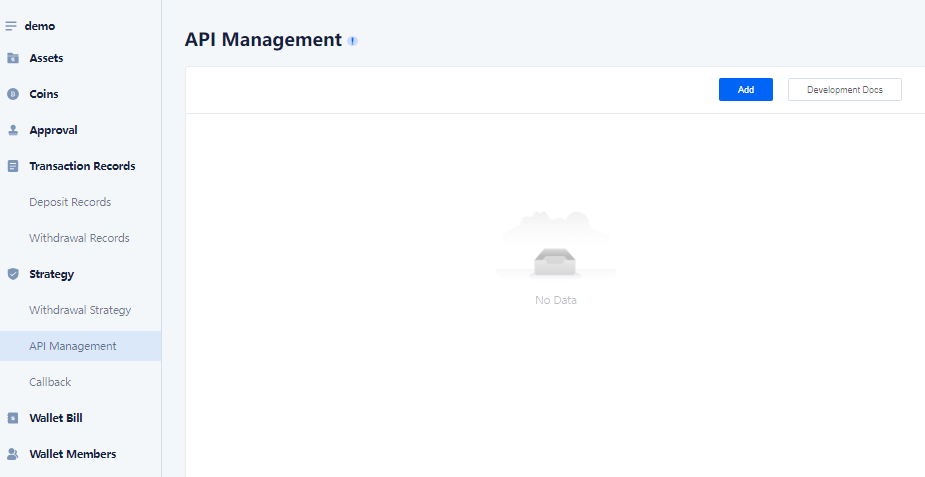 demo
Assets
Coins
Approval
Transaction Records
Deposit Records
Withdrawal Records
Strategy
Withdrawal Strategy
API Management
Callback
Wallet Bill
Wallet Members
API Management
Add
Development Docs
No Data